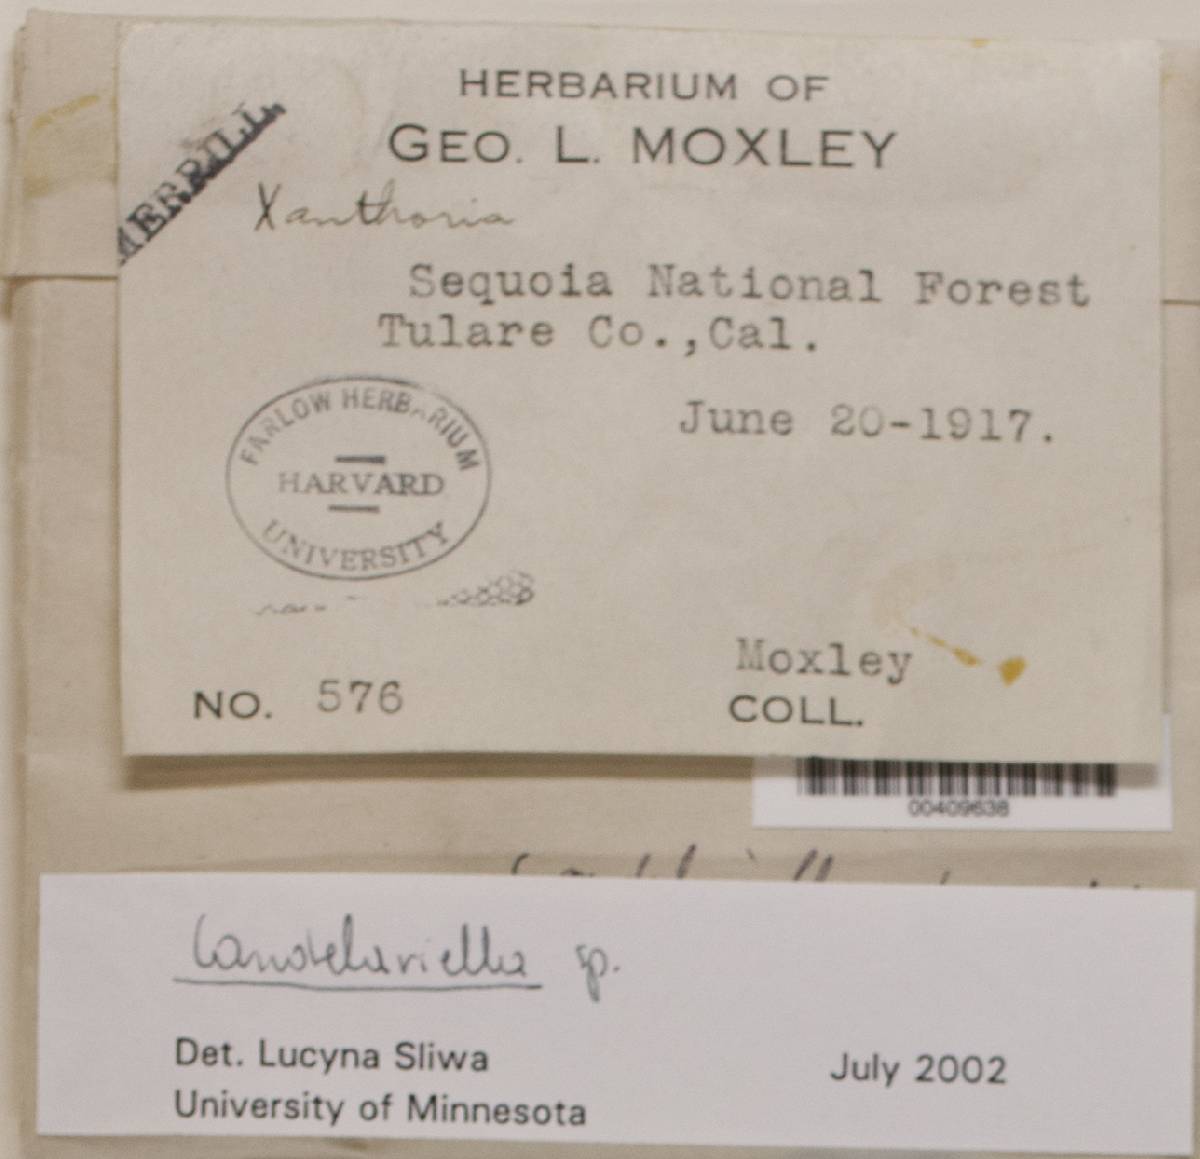 HERBARIUM OF
GEO. L. MOXLEY
MERRILL
Xanthoria
Sequoia National Forest
Tulare Co.,Cal.
June 20-1917.
FARLOW HERBARIUM
HARVARD
UNIVERSITY
Moxley
NO. 576
COLL.
00409638
Candelariella sp.
Det. Lucyna Sliwa
July 2002
University of Minnesota